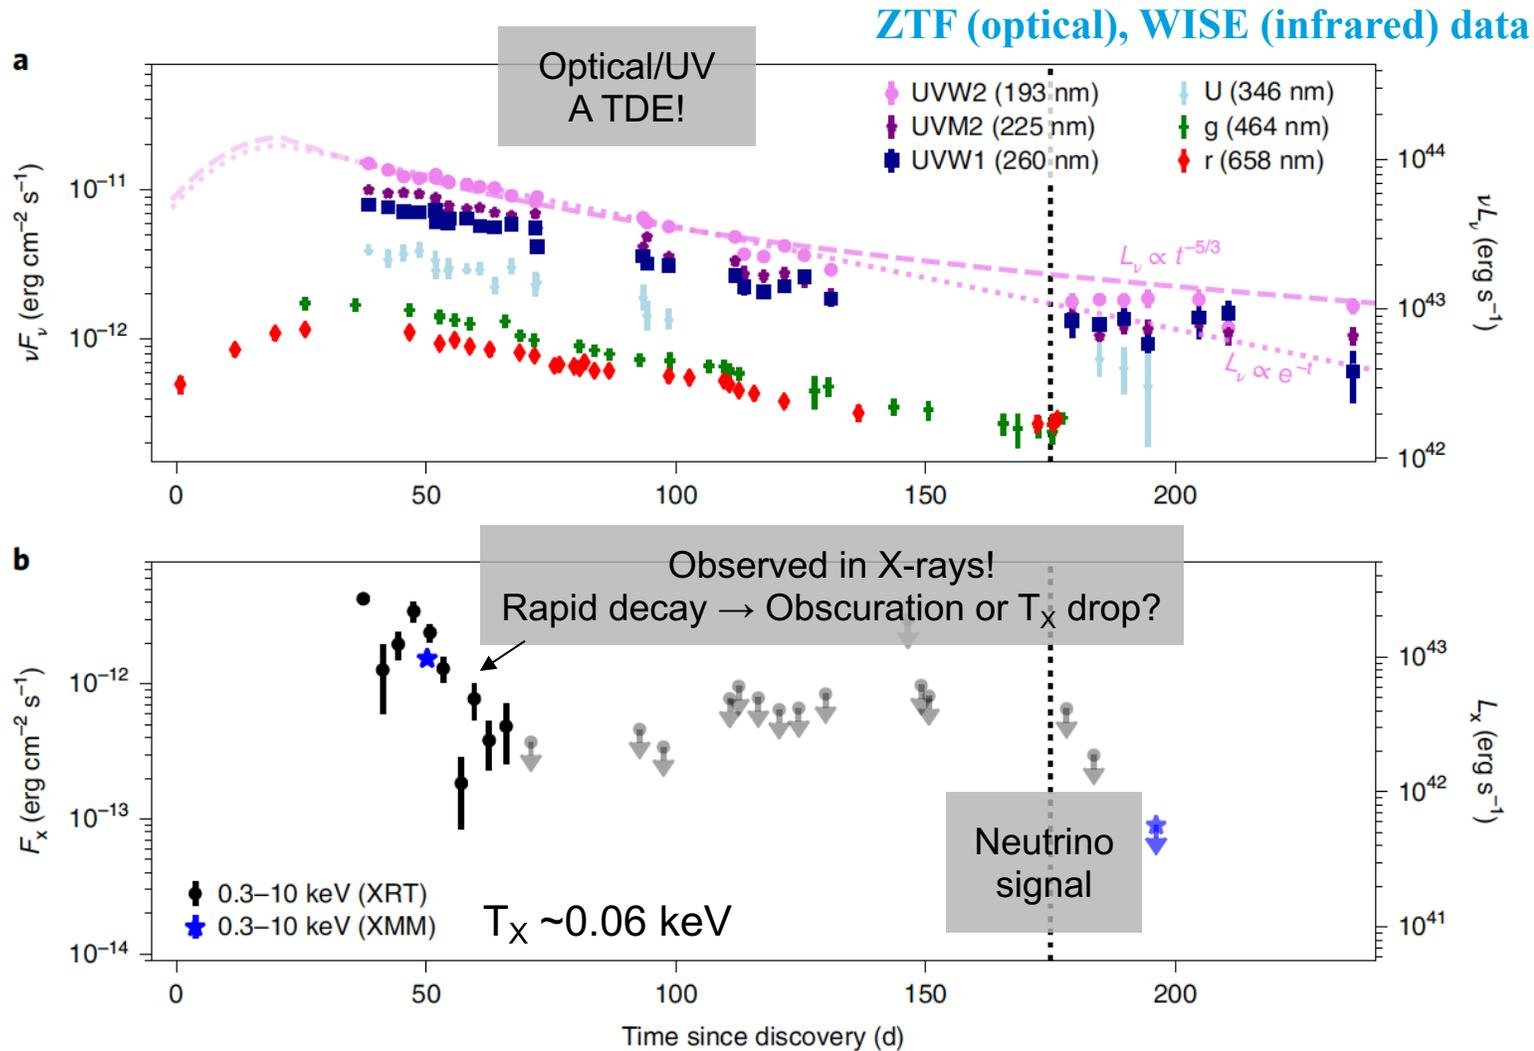 ZTF (optical), WISE (infrared) data
a
Optical/UV
A TDE!
UVW2 (193 nm)
UVM2 (225 nm)
UVW1 (260 nm)
U (346 nm)
g (464 nm)
r (658 nm)
νFν (erg cm⁻² s⁻¹)
10⁻¹¹
10⁻¹²
10⁴⁴
10⁴³
10⁴²
νLν (erg s⁻¹)
Lν ∝ t⁻⁵/³
Lν ∝ e⁻ᵗ
0 50 100 150 200
b
Observed in X-rays!
Rapid decay → Obscuration or TX drop?
Fx (erg cm⁻² s⁻¹)
10⁻¹²
10⁻¹³
10⁻¹⁴
10⁴³
10⁴²
10⁴¹
Lx (erg s⁻¹)
Neutrino
signal
0.3–10 keV (XRT)
0.3–10 keV (XMM)
TX ~0.06 keV
0 50 100 150 200
Time since discovery (d)